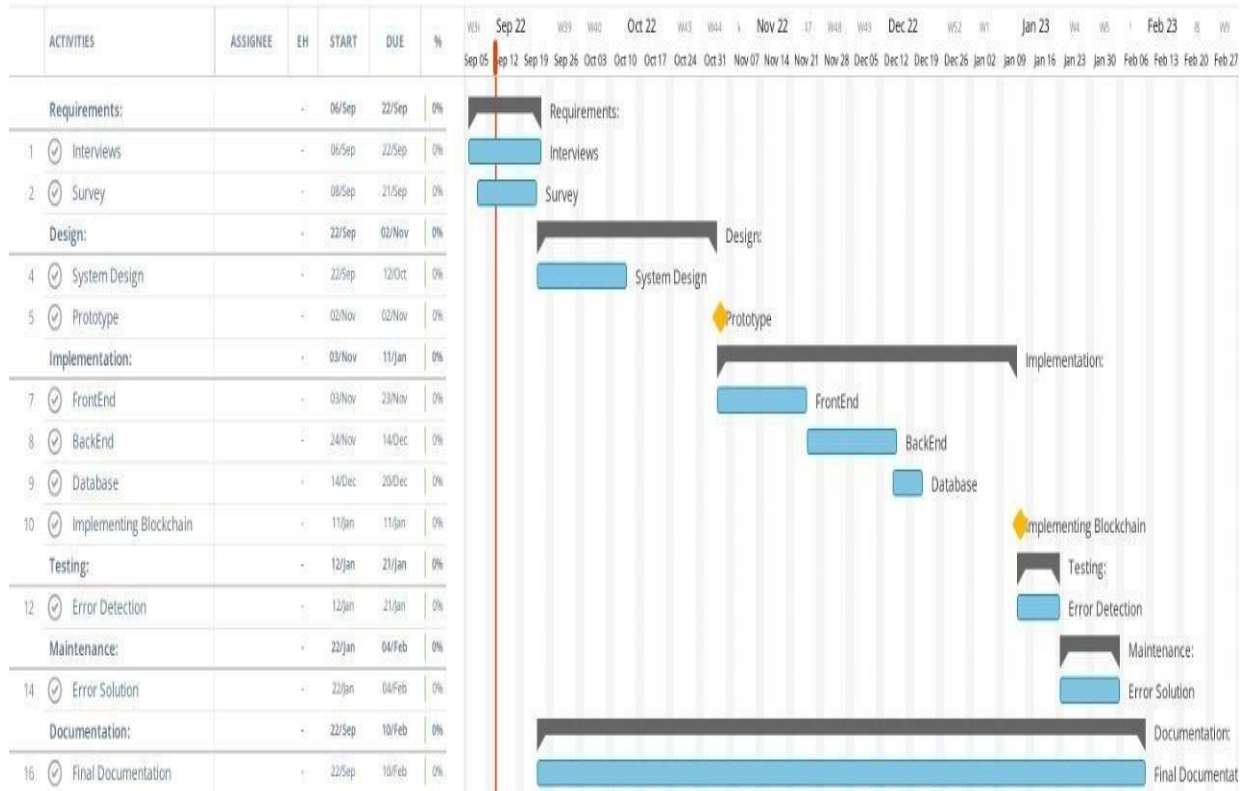 ACTIVITIES ASSIGNEE EH START DUE %
Sep 22 W39 W40 Oct 22 W43 W44 Nov 22 W48 W49 Dec 22 W52 W1 Jan 23 W4 W5 Feb 23 W9
Sep 05 Sep 12 Sep 19 Sep 26 Oct 03 Oct 10 Oct 17 Oct 24 Oct 31 Nov 07 Nov 14 Nov 21 Nov 28 Dec 05 Dec 12 Dec 19 Dec 26 Jan 02 Jan 09 Jan 16 Jan 23 Jan 30 Feb 06 Feb 13 Feb 20 Feb 27
Requirements: - 06/Sep 22/Sep 0% Requirements:
1 Interviews - 06/Sep 22/Sep 0% Interviews
2 Survey - 08/Sep 21/Sep 0% Survey
Design: - 22/Sep 02/Nov 0% Design:
4 System Design - 22/Sep 12/Oct 0% System Design
5 Prototype - 02/Nov 02/Nov 0% Prototype
Implementation: - 03/Nov 11/Jan 0% Implementation:
7 FrontEnd - 03/Nov 23/Nov 0% FrontEnd
8 BackEnd - 24/Nov 14/Dec 0% BackEnd
9 Database - 14/Dec 20/Dec 0% Database
10 Implementing Blockchain - 11/Jan 11/Jan 0% Implementing Blockchain
Testing: - 12/Jan 21/Jan 0% Testing:
12 Error Detection - 12/Jan 21/Jan 0% Error Detection
Maintenance: - 22/Jan 04/Feb 0% Maintenance:
14 Error Solution - 22/Jan 04/Feb 0% Error Solution
Documentation: - 22/Sep 10/Feb 0% Documentation:
16 Final Documentation - 22/Sep 10/Feb 0% Final Documentat